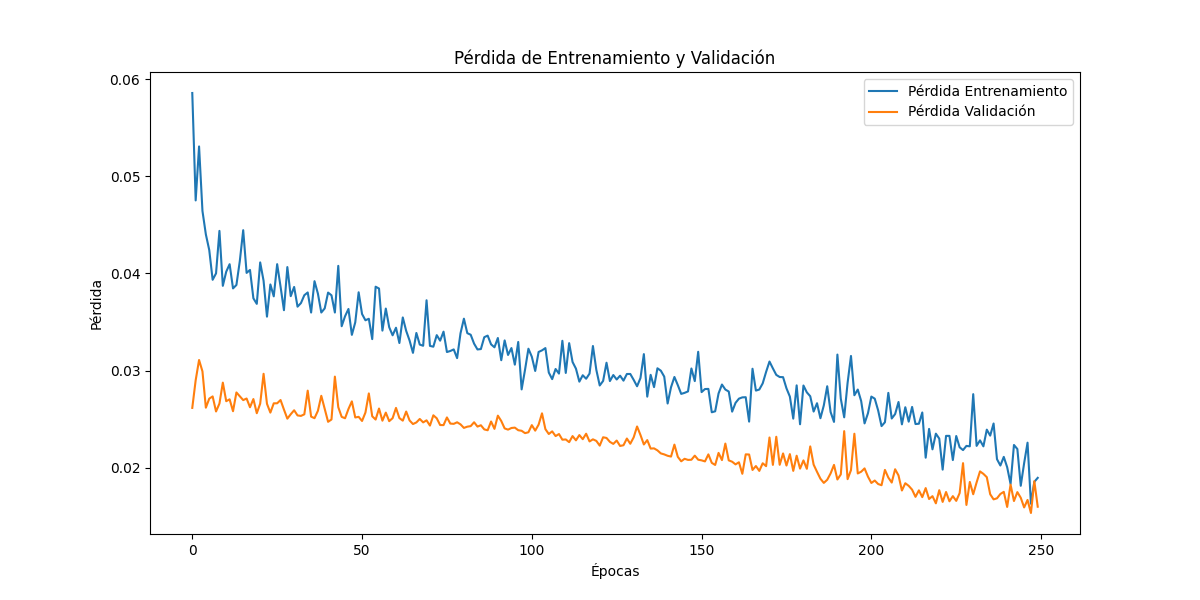 Pérdida de Entrenamiento y Validación
Pérdida Entrenamiento
Pérdida Validación
0.06
0.05
0.04
0.03
0.02
Pérdida
0
50
100
150
200
250
Épocas